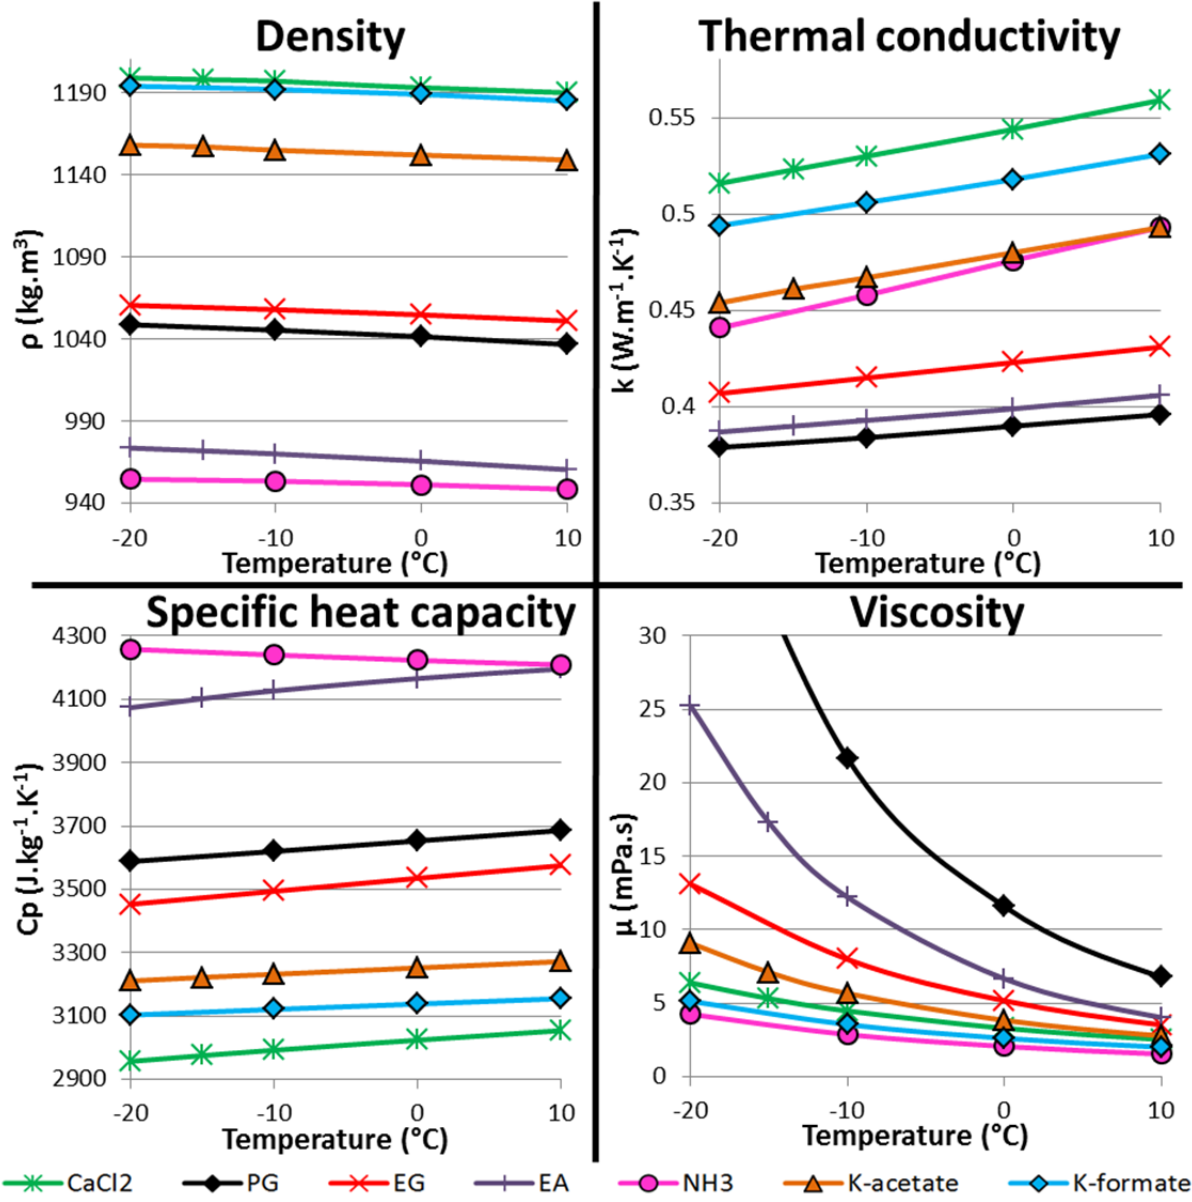 Density
1190
1140
1090
1040
990
940
ρ (kg.m³)
-20 -10 0 10
Temperature (°C)
Thermal conductivity
0.55
0.5
0.45
0.4
0.35
k (W.m⁻¹.K⁻¹)
-20 -10 0 10
Temperature (°C)
Specific heat capacity
4300
4100
3900
3700
3500
3300
3100
2900
Cp (J.kg⁻¹.K⁻¹)
-20 -10 0 10
Temperature (°C)
Viscosity
30
25
20
15
10
5
0
μ (mPa.s)
-20 -10 0 10
Temperature (°C)
CaCl2 PG EG EA NH3 K-acetate K-formate